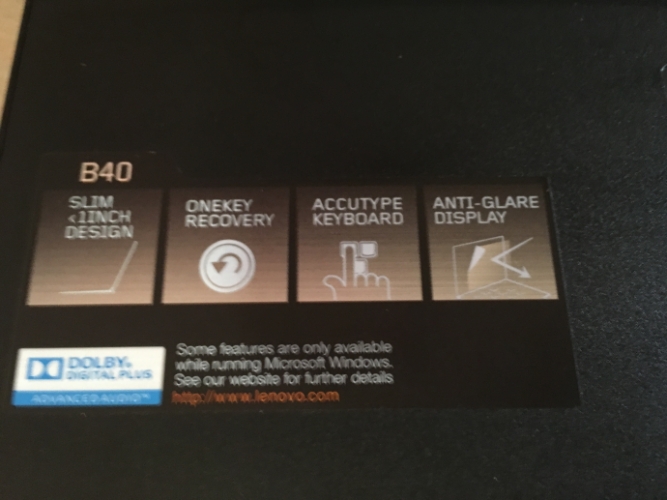 B40
SLIM
<1INCH
DESIGN
ONEKEY
RECOVERY
ACCUTYPE
KEYBOARD
ANTI-GLARE
DISPLAY
DOLBY.
DIGITAL PLUS
ADVANCED AUDIO™
Some features are only available
while running Microsoft Windows.
See our website for further details
http://www.lenovo.com